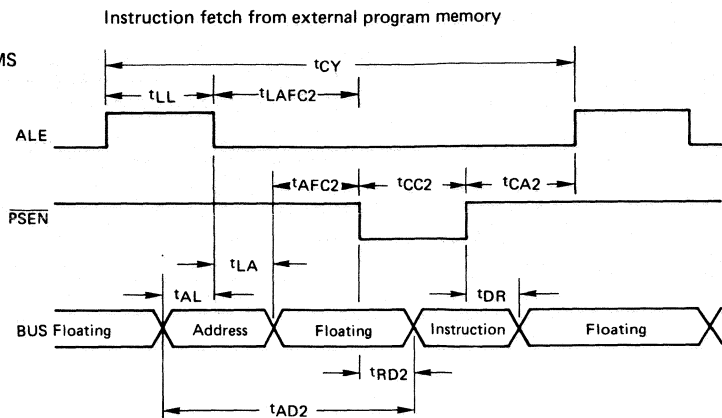 Instruction fetch from external program memory
MS
tCY
tLL
tLAFC2
ALE
tAFC2
tCC2
tCA2
PSEN
tLA
tAL
tDR
BUS Floating
Address
Floating
Instruction
Floating
tRD2
tAD2